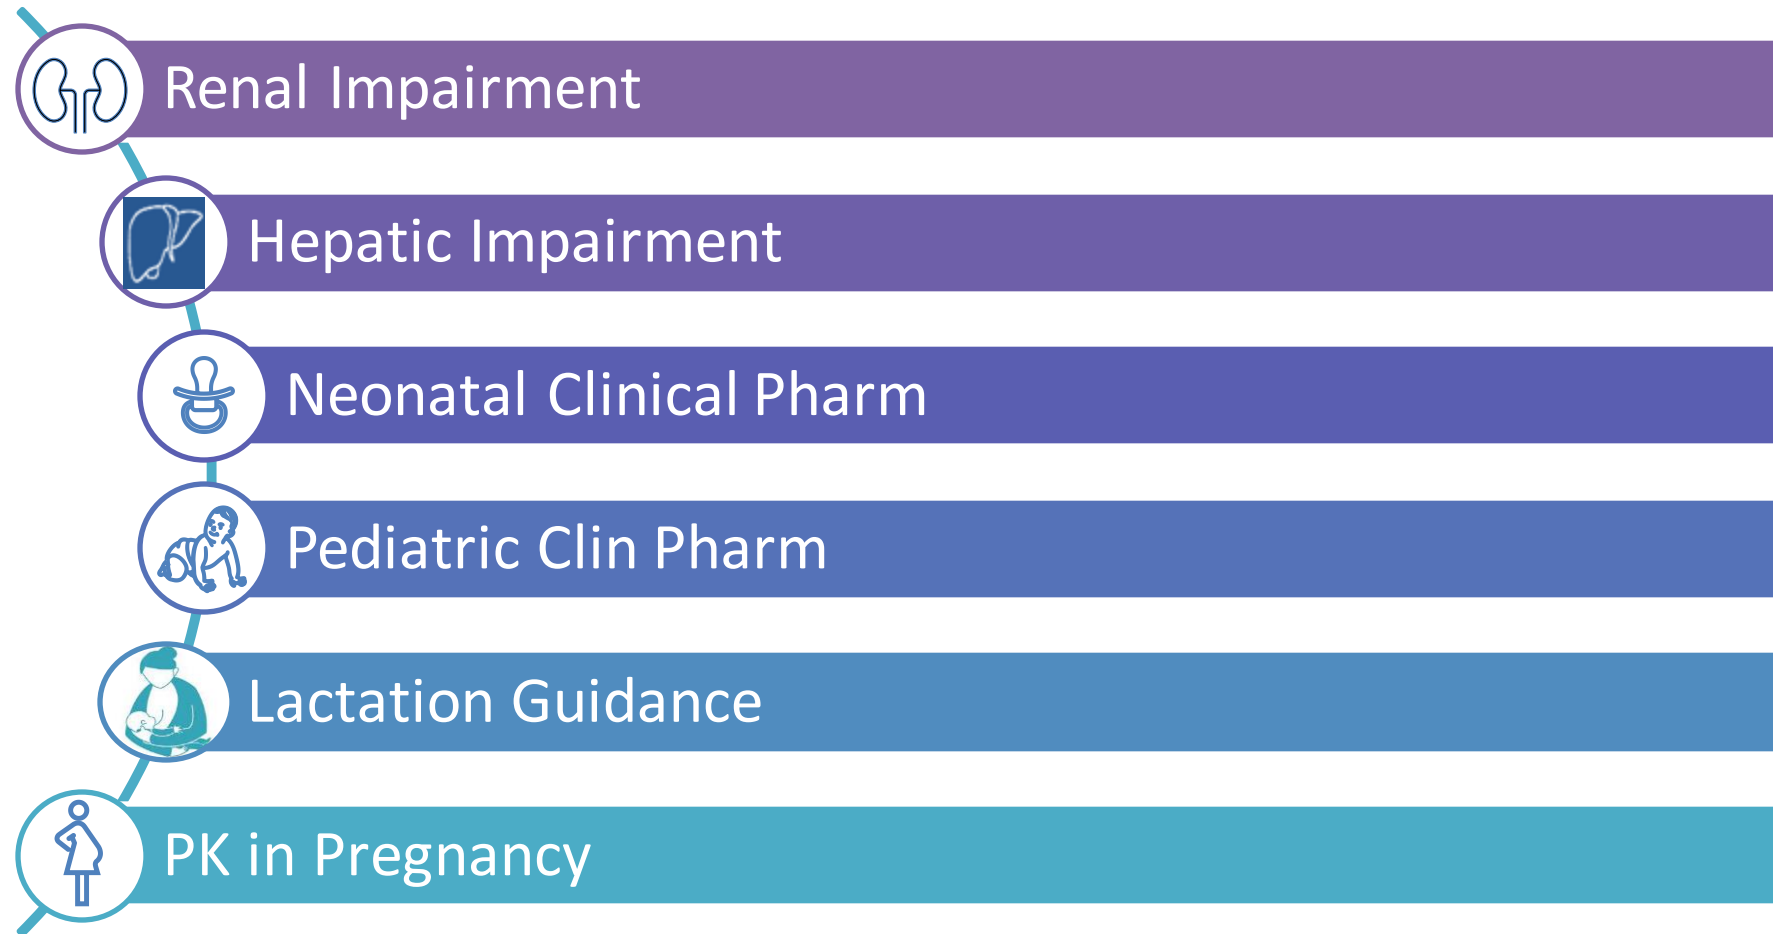 Renal Impairment
Hepatic Impairment
Neonatal Clinical Pharm
Pediatric Clin Pharm
Lactation Guidance
PK in Pregnancy